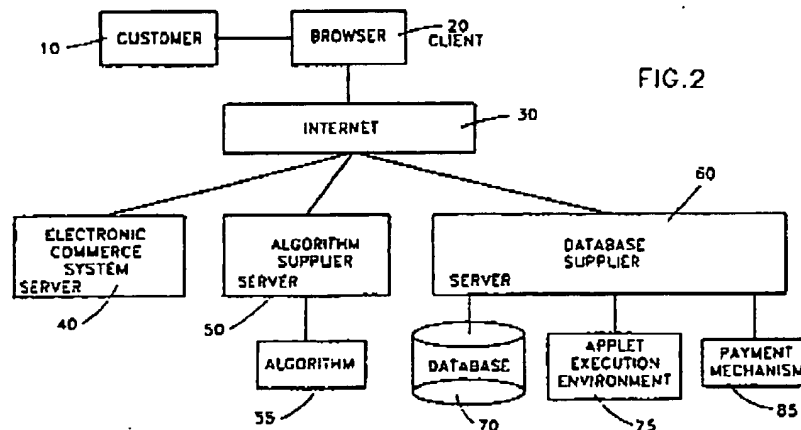 CUSTOMER
10
BROWSER
20
CLIENT
FIG.2
INTERNET
30
60
ELECTRONIC
COMMERCE
SYSTEM
SERVER
40
ALGORITHM
SUPPLIER
SERVER
50
DATABASE
SUPPLIER
SERVER
ALGORITHM
55
DATABASE
70
APPLET
EXECUTION
ENVIRONMENT
75
PAYMENT
MECHANISM
85